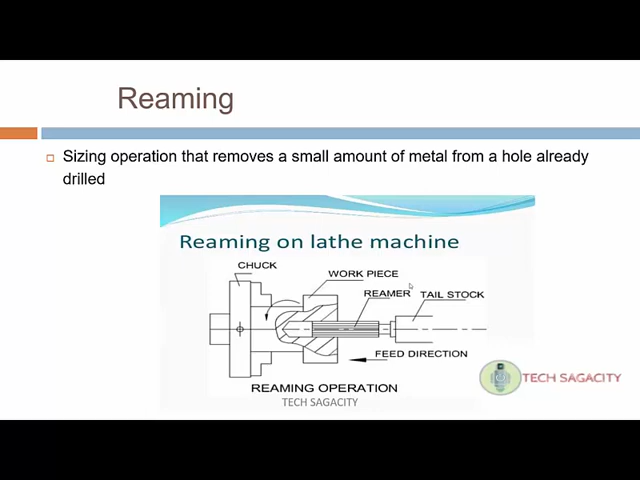 Reaming
Sizing operation that removes a small amount of metal from a hole already
drilled
Reaming on lathe machine
CHUCK
WORK PIECE
REAMER
TAIL STOCK
FEED DIRECTION
REAMING OPERATION
TECH SAGACITY
TECH SAGACITY